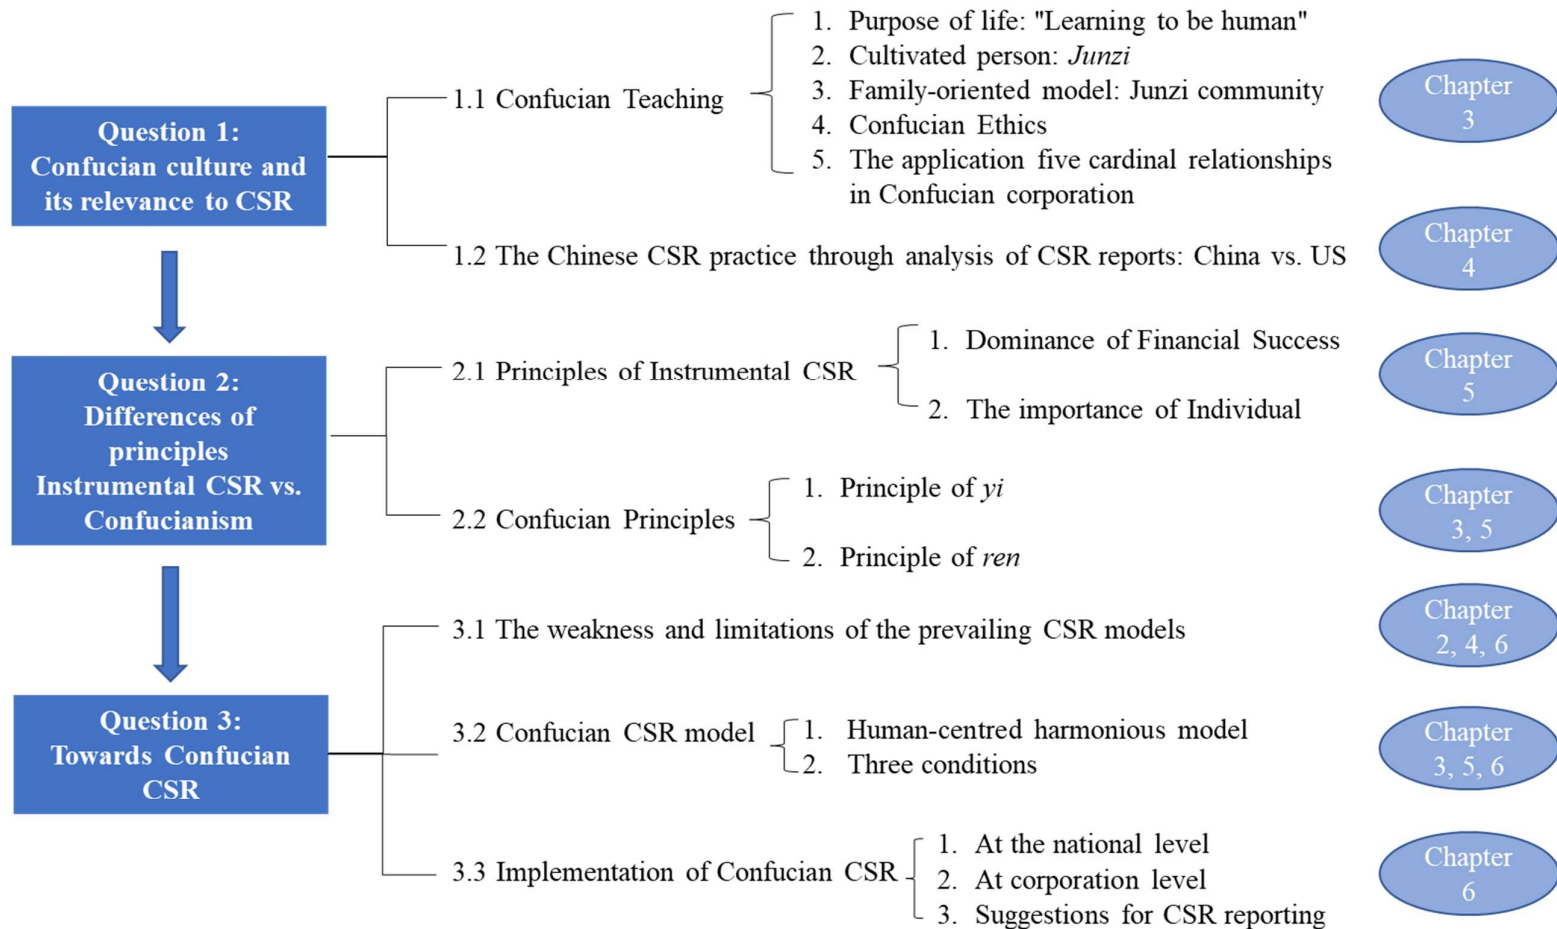 Question 1:
Confucian culture and
its relevance to CSR
1.1 Confucian Teaching
1. Purpose of life: "Learning to be human"
2. Cultivated person: Junzi
3. Family-oriented model: Junzi community
4. Confucian Ethics
5. The application five cardinal relationships
in Confucian corporation
Chapter
3
1.2 The Chinese CSR practice through analysis of CSR reports: China vs. US
Chapter
4
Question 2:
Differences of
principles
Instrumental CSR vs.
Confucianism
2.1 Principles of Instrumental CSR
1. Dominance of Financial Success
2. The importance of Individual
Chapter
5
2.2 Confucian Principles
1. Principle of yi
2. Principle of ren
Chapter
3, 5
Question 3:
Towards Confucian
CSR
3.1 The weakness and limitations of the prevailing CSR models
Chapter
2, 4, 6
3.2 Confucian CSR model
1. Human-centred harmonious model
2. Three conditions
Chapter
3, 5, 6
3.3 Implementation of Confucian CSR
1. At the national level
2. At corporation level
3. Suggestions for CSR reporting
Chapter
6